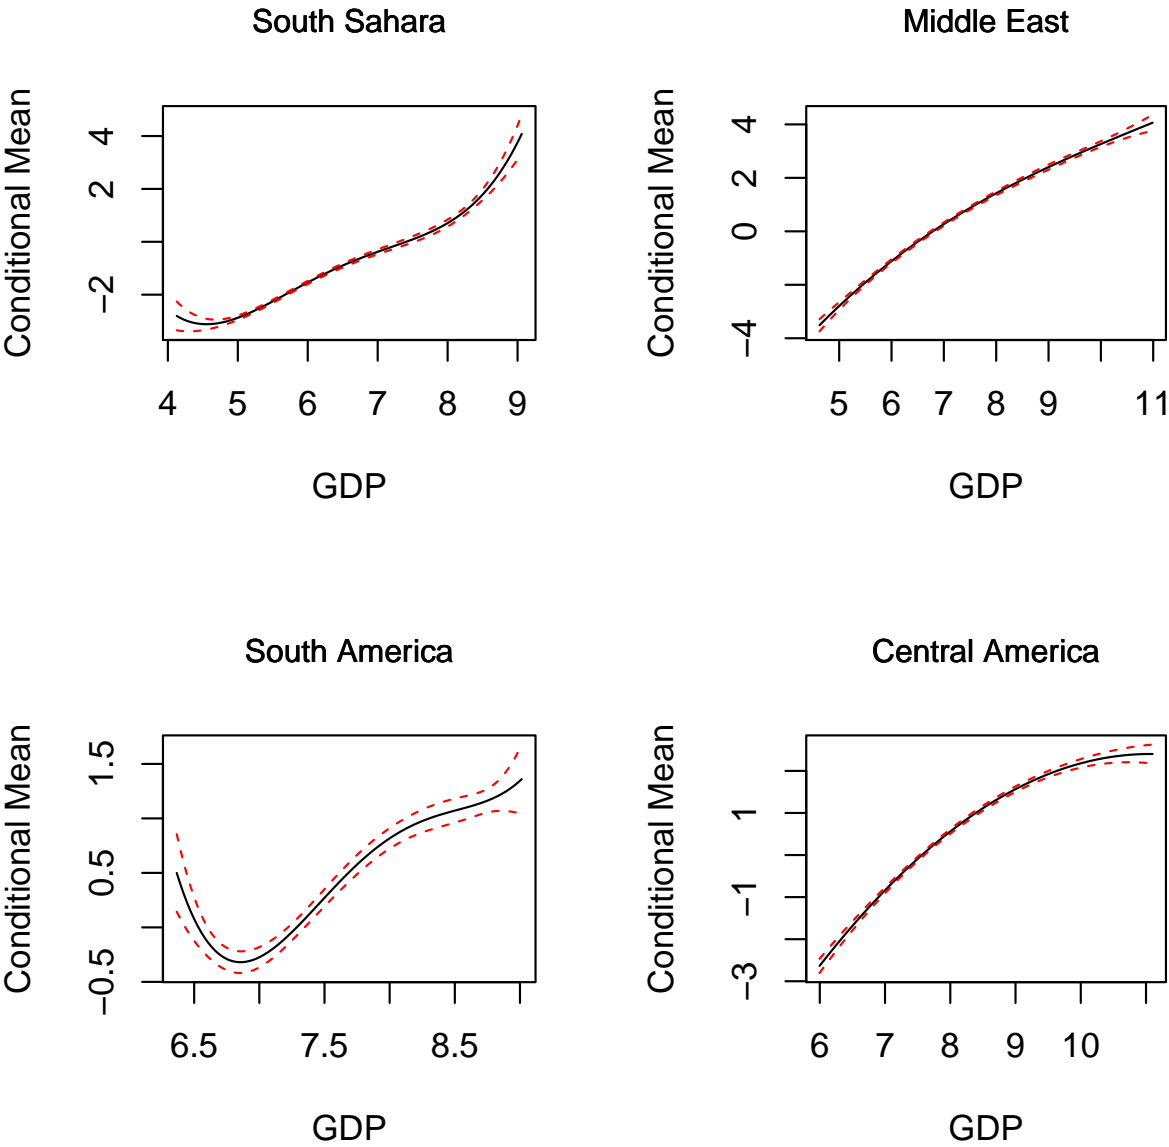 South Sahara
Conditional Mean
4
2
−2
4 5 6 7 8 9
GDP
Middle East
Conditional Mean
4
2
0
−4
5 6 7 8 9 11
GDP
South America
Conditional Mean
1.5
0.5
−0.5
6.5 7.5 8.5
GDP
Central America
Conditional Mean
1
−1
−3
6 7 8 9 10
GDP